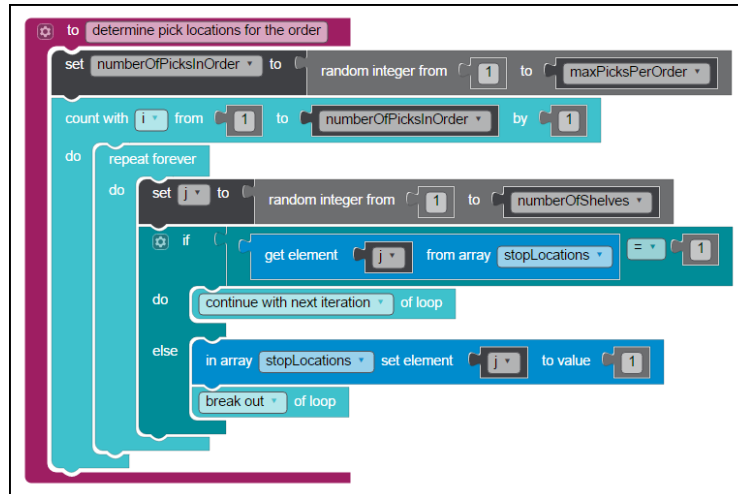 to determine pick locations for the order
set numberOfPicksInOrder to random integer from 1 to maxPicksPerOrder
count with i from 1 to numberOfPicksInOrder by 1
do repeat forever
do set j to random integer from 1 to numberOfShelves
if get element j from array stopLocations = 1
do continue with next iteration of loop
else in array stopLocations set element j to value 1
break out of loop